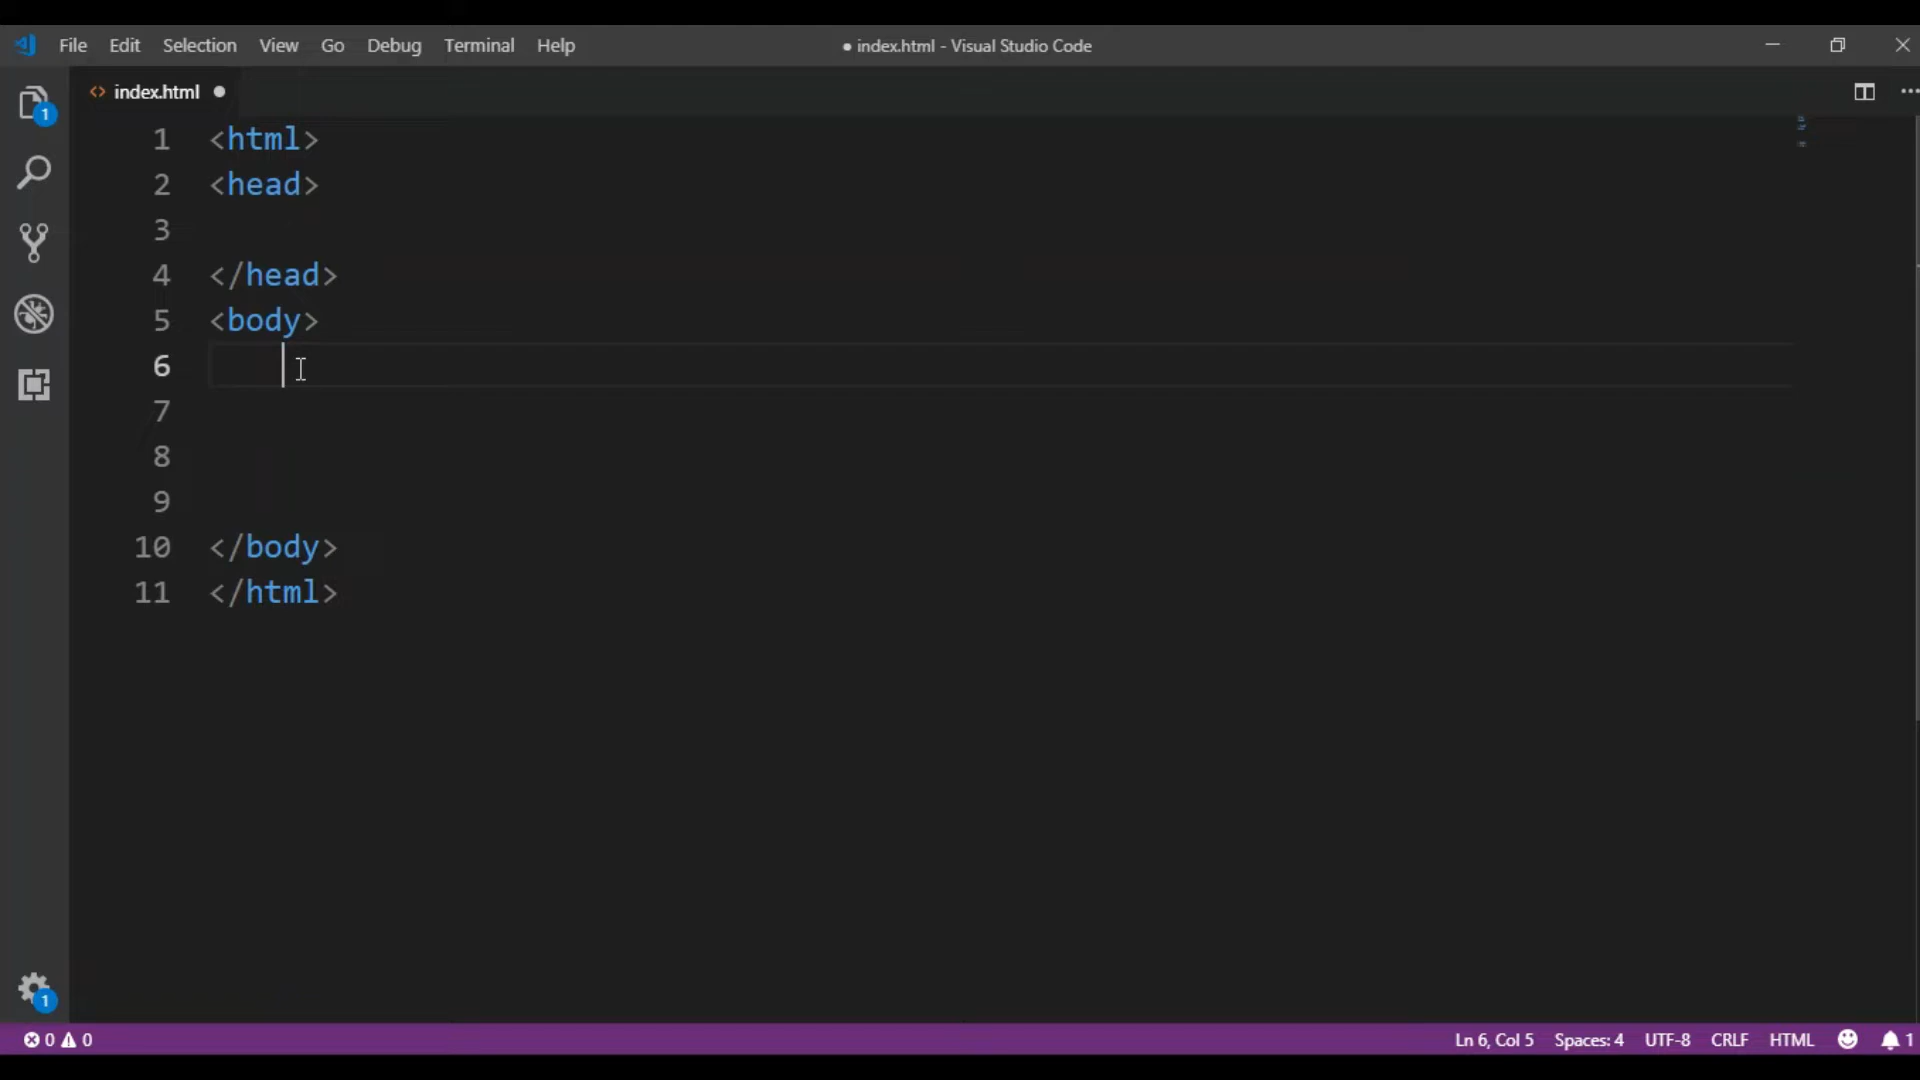 File Edit Selection View Go Debug Terminal Help ● index.html - Visual Studio Code
<> index.html ●
1 <html>
2 <head>
3
4 </head>
5 <body>
6
7
8
9
10 </body>
11 </html>
1
1
0 0 Ln 6, Col 5 Spaces: 4 UTF-8 CRLF HTML 1